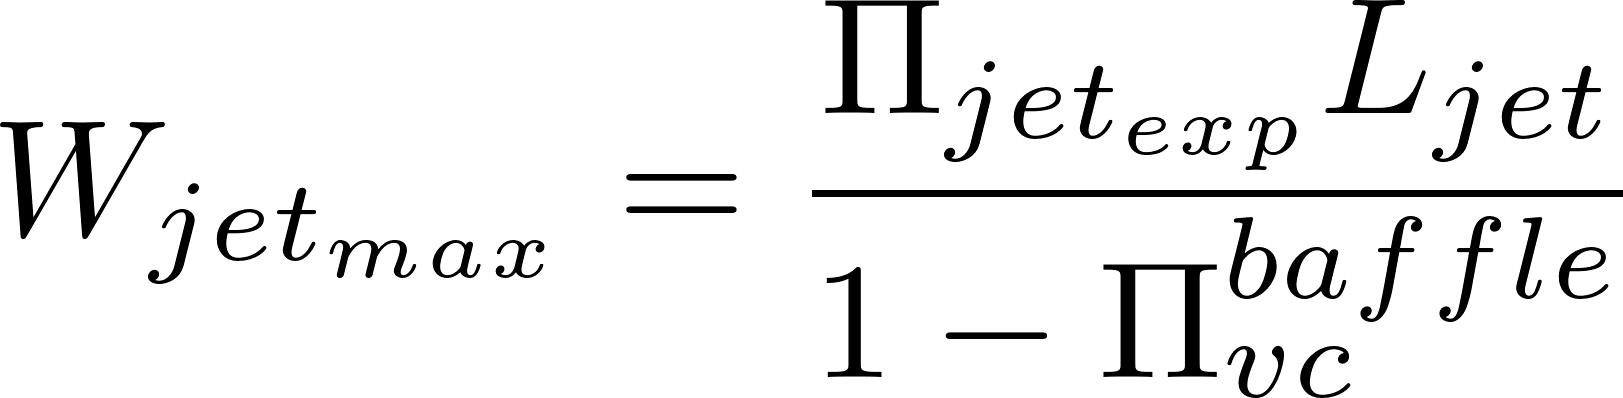 W_{jet_{max}} = \frac{\Pi_{jet_{exp}} L_{jet}}{1 - \Pi_{vc}^{baffle}}